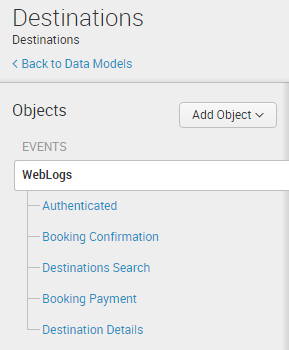 Destinations
Destinations
< Back to Data Models
Objects
Add Object
EVENTS
WebLogs
Authenticated
Booking Confirmation
Destinations Search
Booking Payment
Destination Details